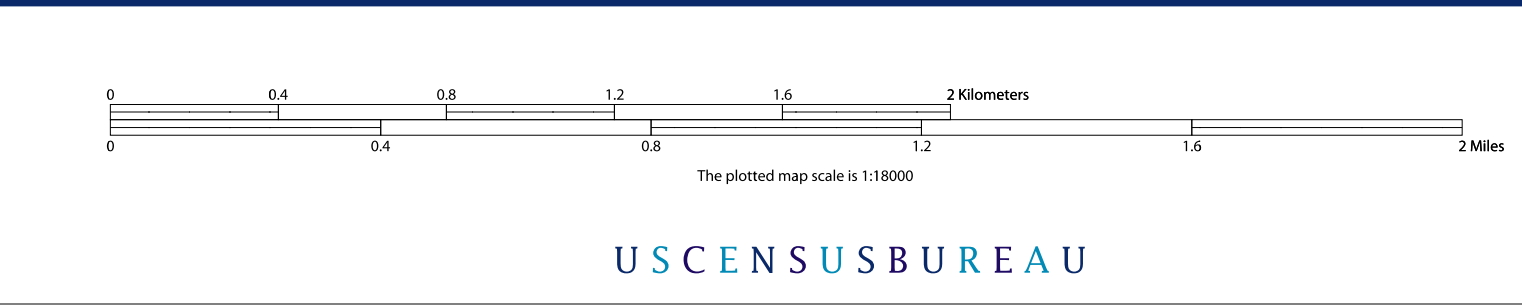 0 0.4 0.8 1.2 1.6 2 Kilometers
0 0.4 0.8 1.2 1.6 2 Miles
The plotted map scale is 1:18000
USCENSUSBUREAU